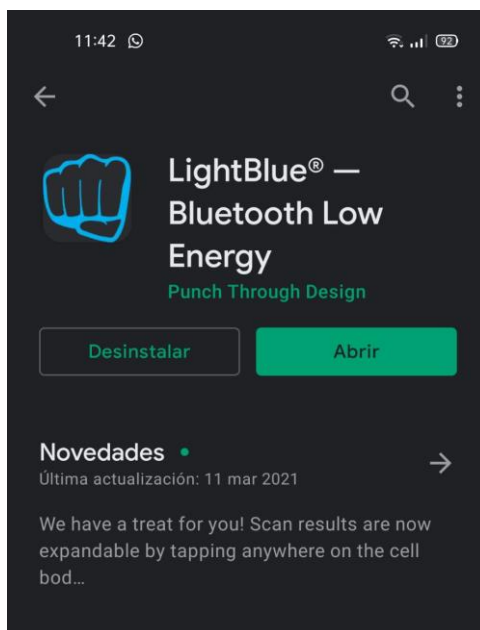 11:42
92
LightBlue® —
Bluetooth Low
Energy
Punch Through Design
Desinstalar
Abrir
Novedades
Última actualización: 11 mar 2021
We have a treat for you! Scan results are now
expandable by tapping anywhere on the cell
bod…